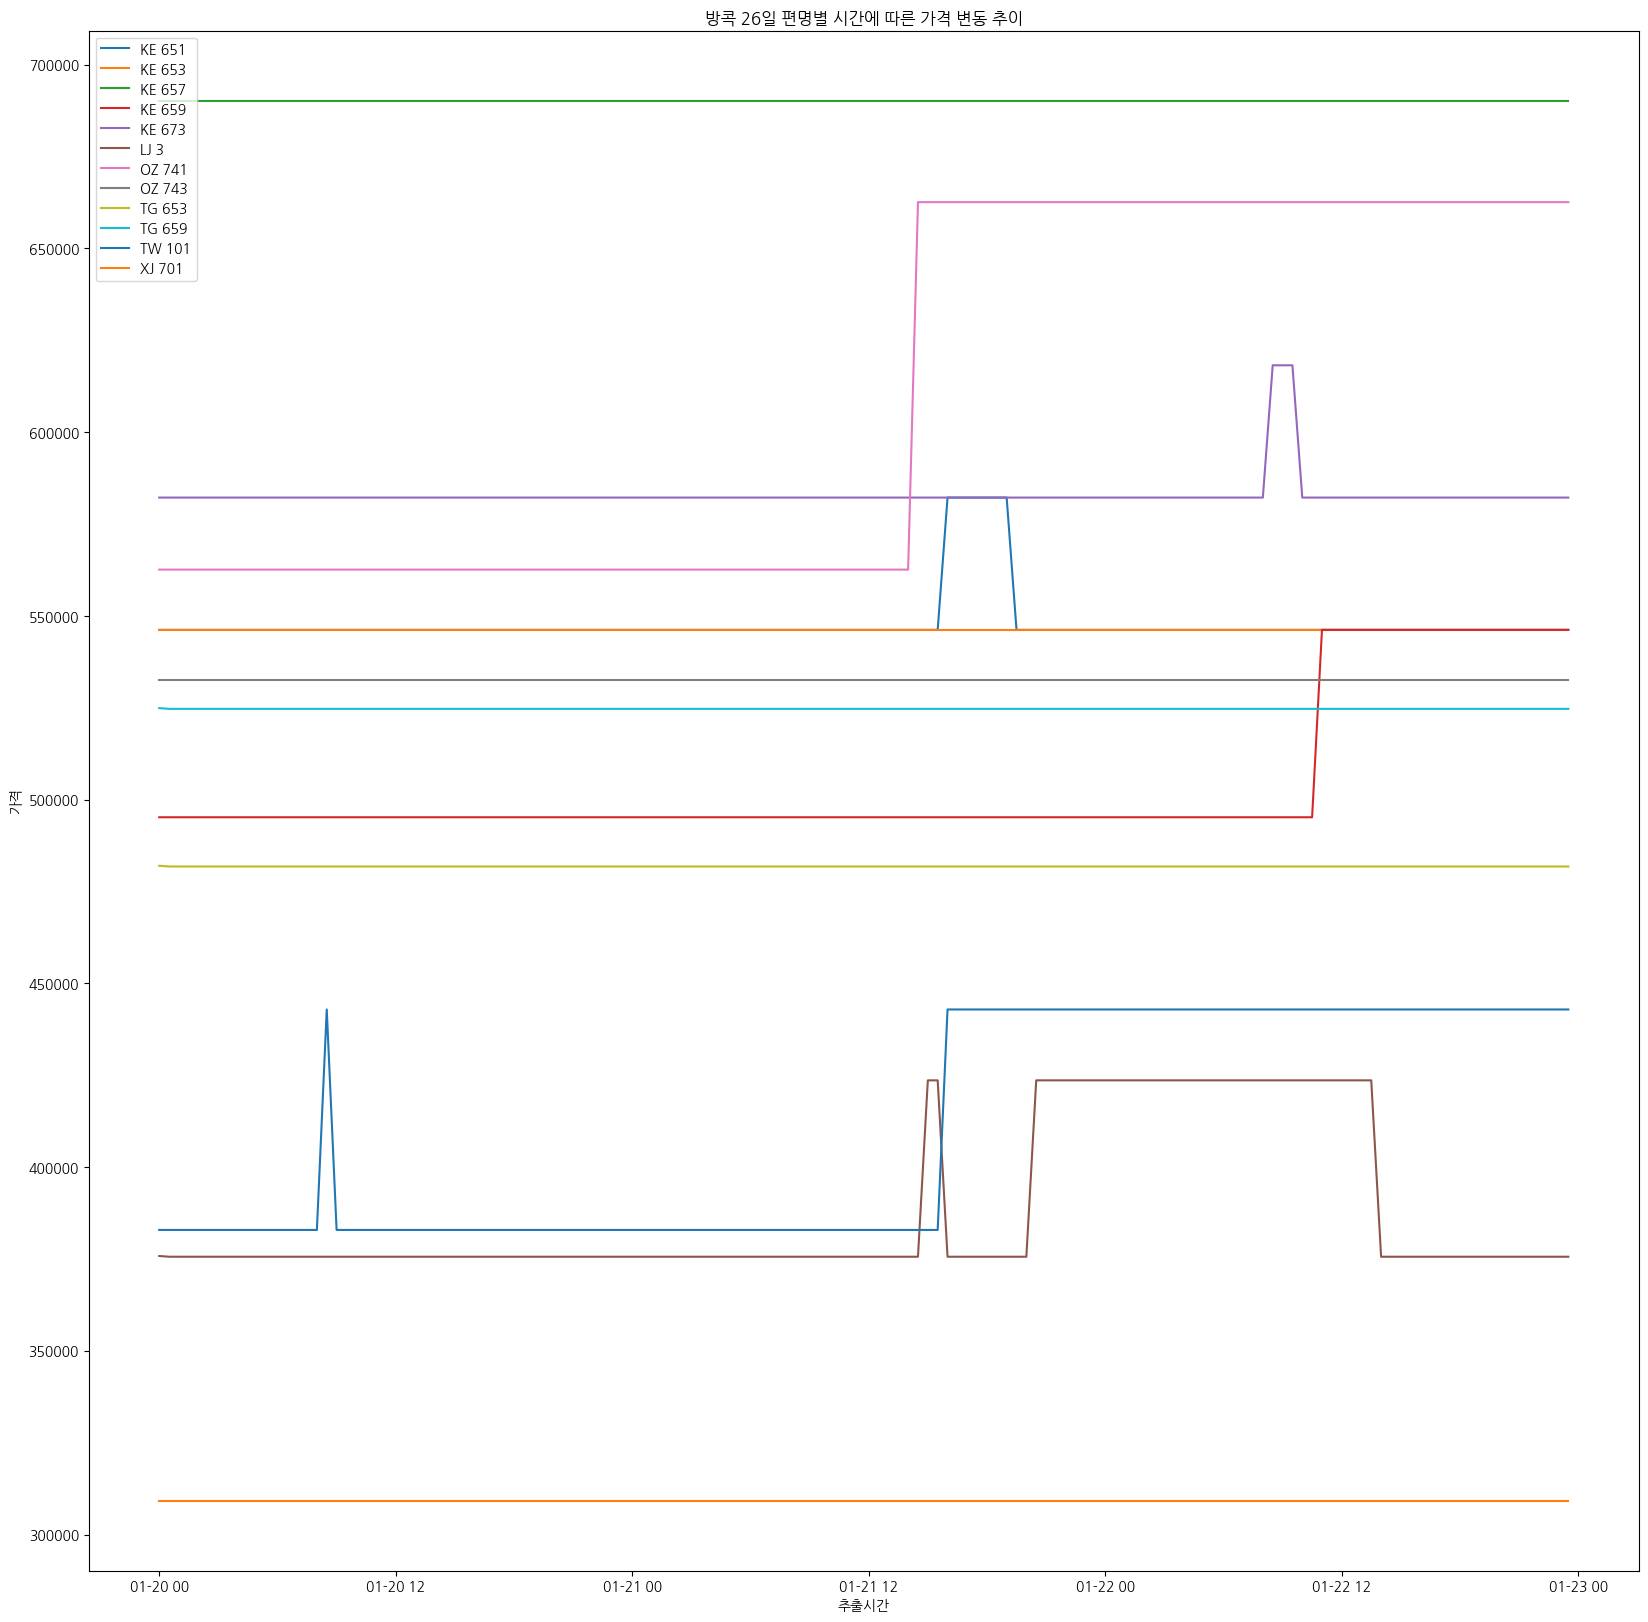 방콕 26일 편명별 시간에 따른 가격 변동 추이
KE 651
KE 653
KE 657
KE 659
KE 673
LJ 3
OZ 741
OZ 743
TG 653
TG 659
TW 101
XJ 701
700000
650000
600000
550000
500000
450000
400000
350000
300000
가격
01-20 00
01-20 12
01-21 00
01-21 12
01-22 00
01-22 12
01-23 00
추출시간